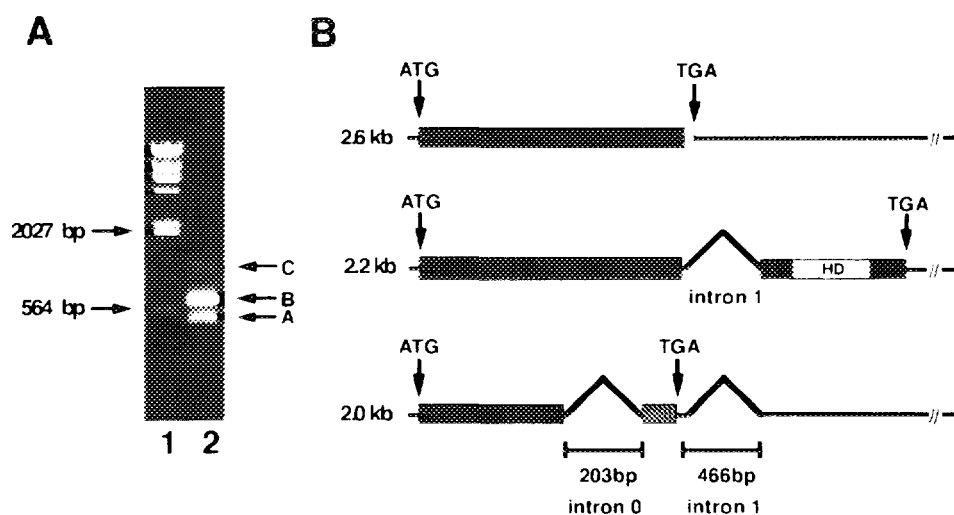 A
2027 bp
564 bp
C
B
A
1 2
B
ATG
TGA
2.6 kb
//
ATG
TGA
2.2 kb
HD
//
intron 1
ATG
TGA
2.0 kb
//
203bp
466bp
intron 0
intron 1